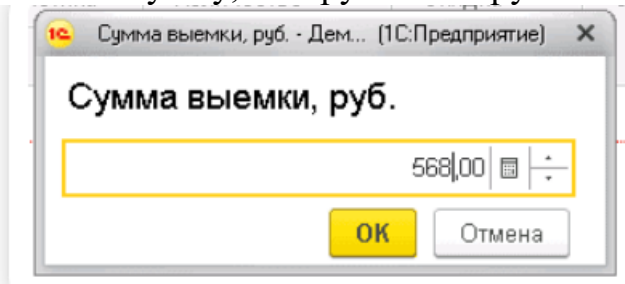 1С Сумма выемки, руб. - Дем... (1С:Предприятие)
Сумма выемки, руб.
568,00
ОК Отмена